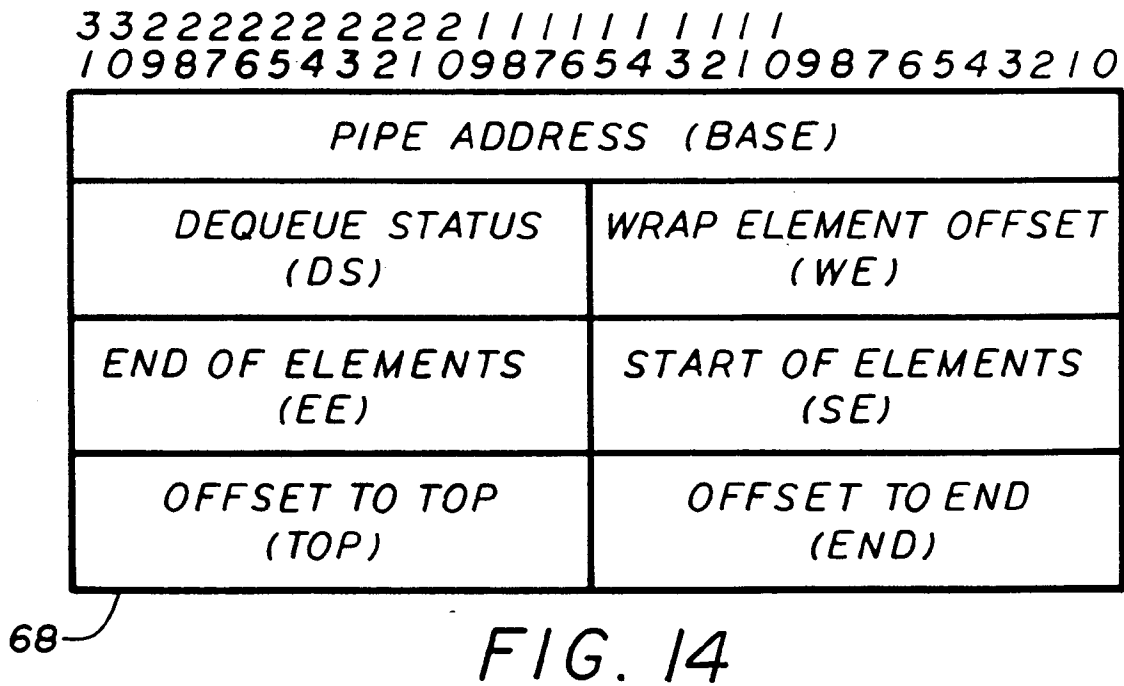 3 3 2 2 2 2 2 2 2 2 2 2 1 1 1 1 1 1 1 1 1 1
1 0 9 8 7 6 5 4 3 2 1 0 9 8 7 6 5 4 3 2 1 0 9 8 7 6 5 4 3 2 1 0
PIPE ADDRESS (BASE)
DEQUEUE STATUS
(DS)
WRAP ELEMENT OFFSET
(WE)
END OF ELEMENTS
(EE)
START OF ELEMENTS
(SE)
OFFSET TO TOP
(TOP)
OFFSET TO END
(END)
68
FIG. 14